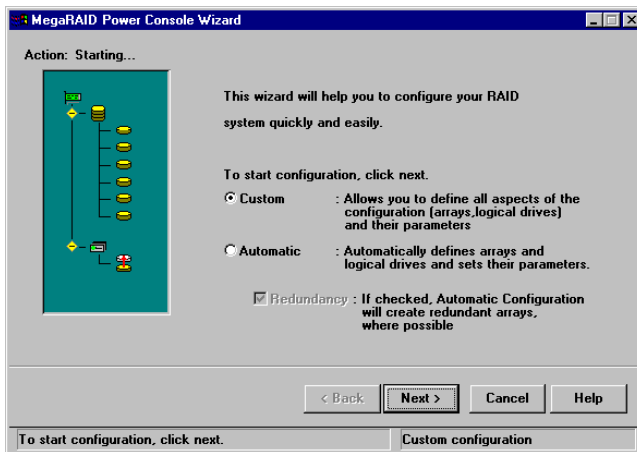 MegaRAID Power Console Wizard
Action: Starting...
This wizard will help you to configure your RAID
system quickly and easily.
To start configuration, click next.
Custom : Allows you to define all aspects of the
configuration (arrays,logical drives)
and their parameters
Automatic : Automatically defines arrays and
logical drives and sets their parameters.
Redundancy : If checked, Automatic Configuration
will create redundant arrays,
where possible
< Back Next > Cancel Help
To start configuration, click next. Custom configuration